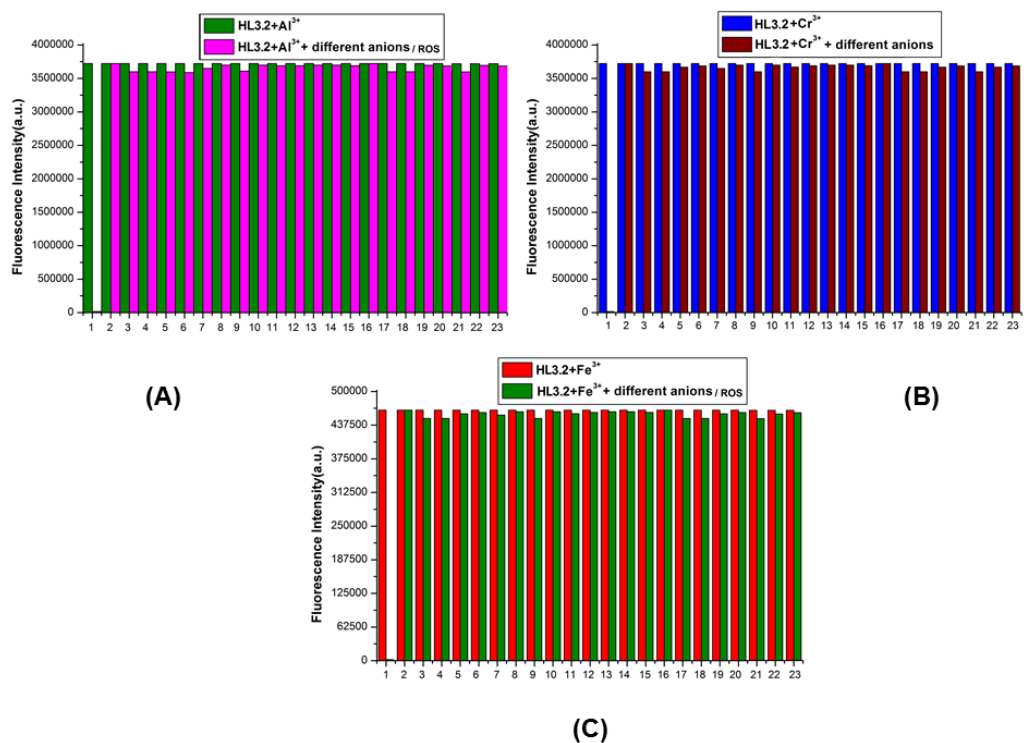 HL3.2+Al³⁺
HL3.2+Al³⁺ + different anions / ROS
4000000
3500000
3000000
2500000
2000000
1500000
1000000
500000
0
Fluorescence Intensity(a.u.)
1 2 3 4 5 6 7 8 9 10 11 12 13 14 15 16 17 18 19 20 21 22 23
(A)
HL3.2+Cr³⁺
HL3.2+Cr³⁺ + different anions
4000000
3500000
3000000
2500000
2000000
1500000
1000000
500000
0
Fluorescence Intensity(a.u.)
1 2 3 4 5 6 7 8 9 10 11 12 13 14 15 16 17 18 19 20 21 22 23
(B)
HL3.2+Fe³⁺
HL3.2+Fe³⁺ + different anions / ROS
500000
437500
375000
312500
250000
187500
125000
62500
0
Fluorescence Intensity(a.u.)
1 2 3 4 5 6 7 8 9 10 11 12 13 14 15 16 17 18 19 20 21 22 23
(C)